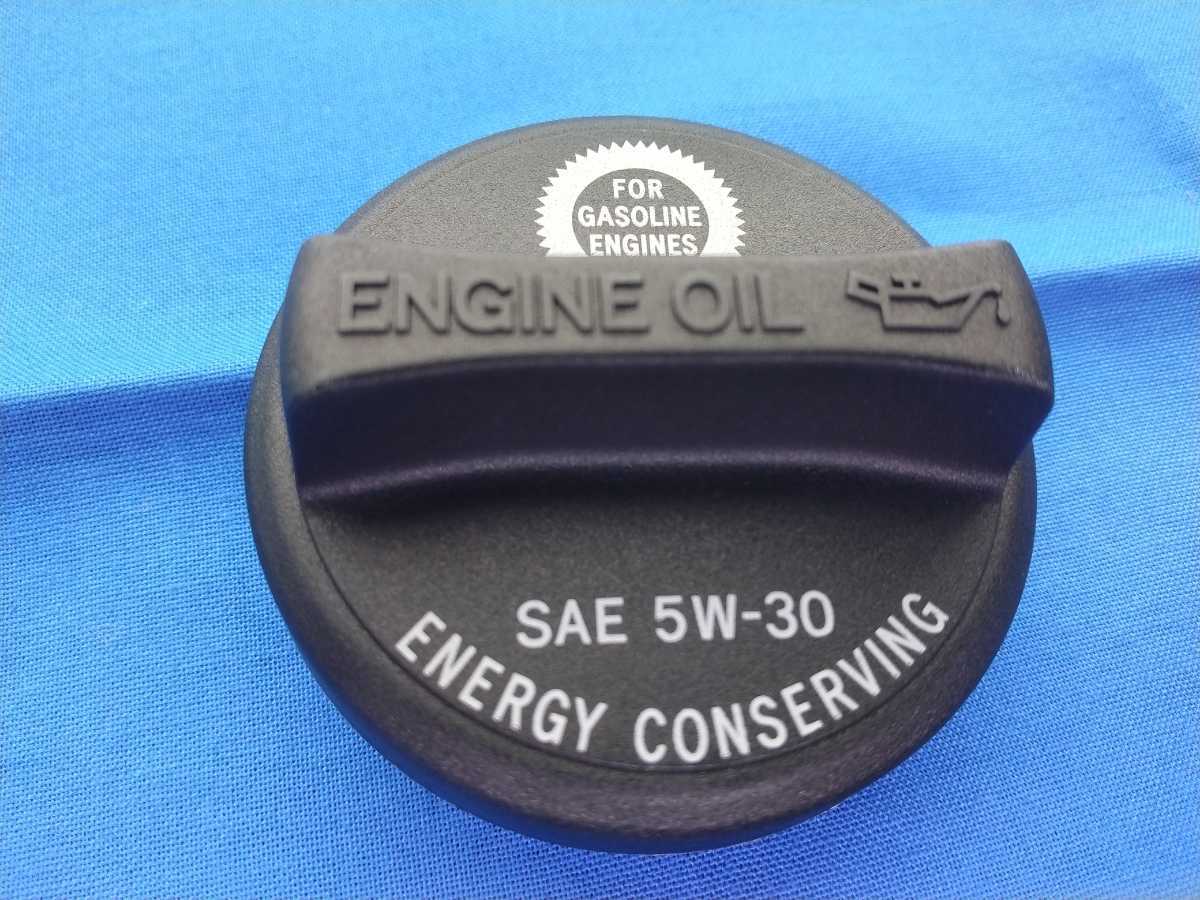 FOR
GASOLINE
ENGINES
ENGINE OIL
SAE 5W-30
ENERGY CONSERVING